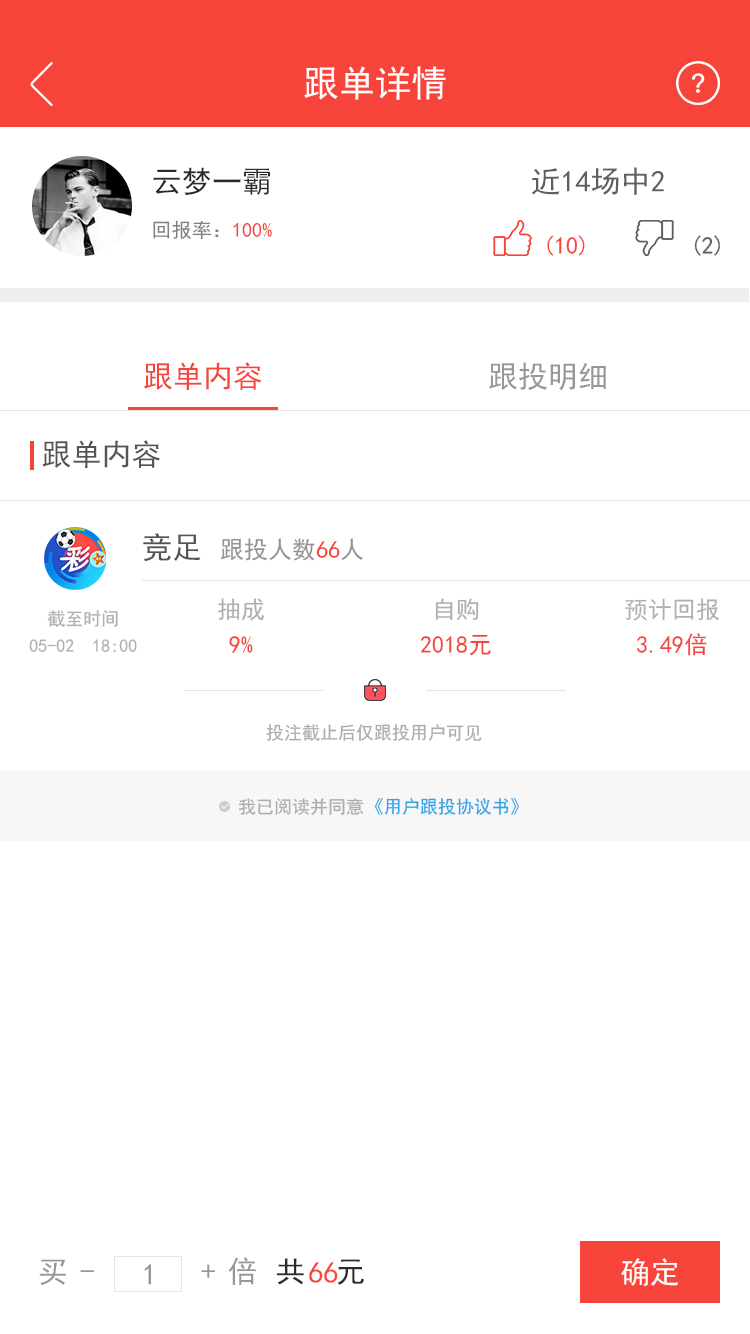 跟单详情
?
云梦一霸
近14场中2
回报率：100%
(10)
(2)
跟单内容
跟投明细
跟单内容
彩
竞足 跟投人数66人
截至时间
05-02 18:00
抽成 自购 预计回报
9% 2018元 3.49倍
投注截止后仅跟投用户可见
我已阅读并同意《用户跟投协议书》
买 - 1 + 倍 共66元
确定